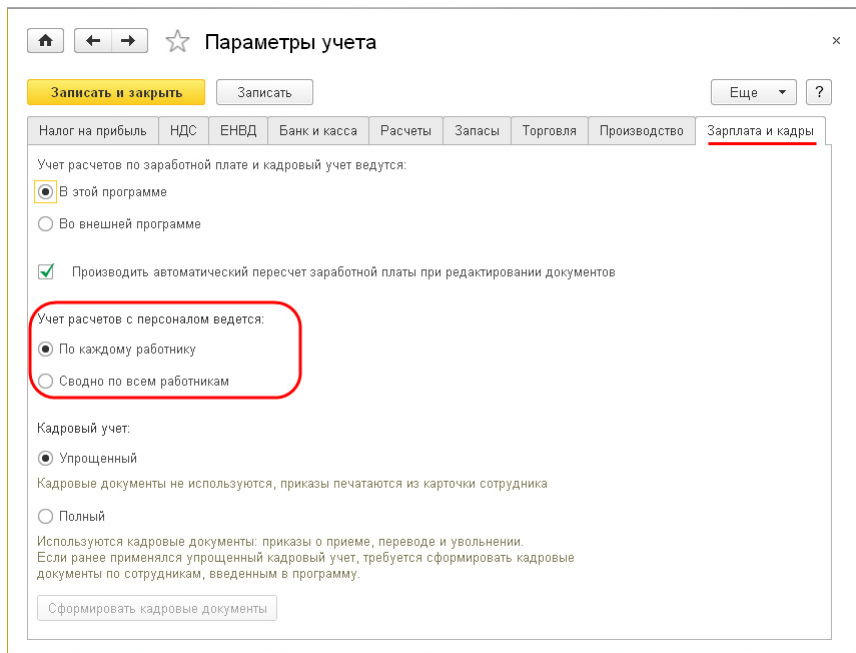 Параметры учета
Записать и закрыть Записать Еще ?
Налог на прибыль НДС ЕНВД Банк и касса Расчеты Запасы Торговля Производство Зарплата и кадры
Учет расчетов по заработной плате и кадровый учет ведутся:
В этой программе
Во внешней программе
Производить автоматический пересчет заработной платы при редактировании документов
Учет расчетов с персоналом ведется:
По каждому работнику
Сводно по всем работникам
Кадровый учет:
Упрощенный
Кадровые документы не используются, приказы печатаются из карточки сотрудника
Полный
Используются кадровые документы: приказы о приеме, переводе и увольнении.
Если ранее применялся упрощенный кадровый учет, требуется сформировать кадровые
документы по сотрудникам, введенным в программу.
Сформировать кадровые документы